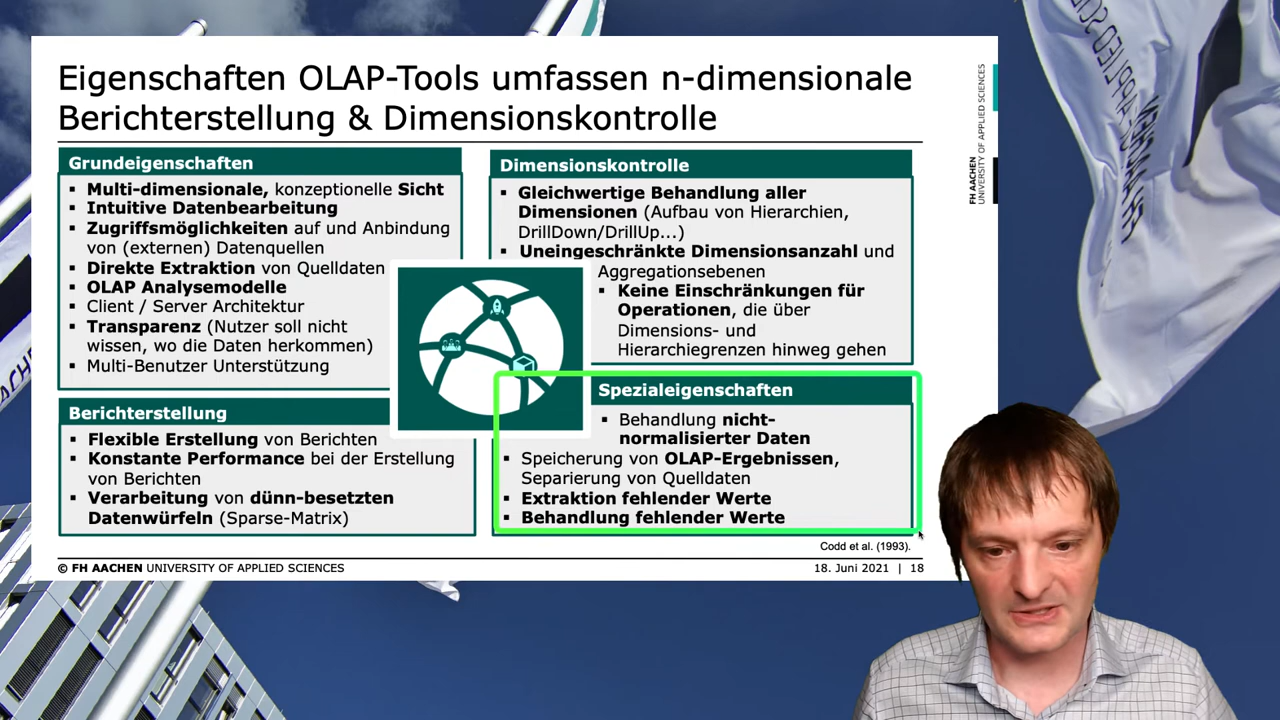 Eigenschaften OLAP-Tools umfassen n-dimensionale
Berichterstellung & Dimensionskontrolle
Grundeigenschaften
▪ Multi-dimensionale, konzeptionelle Sicht
▪ Intuitive Datenbearbeitung
▪ Zugriffsmöglichkeiten auf und Anbindung
von (externen) Datenquellen
▪ Direkte Extraktion von Quelldaten
▪ OLAP Analysemodelle
▪ Client / Server Architektur
▪ Transparenz (Nutzer soll nicht
wissen, wo die Daten herkommen)
▪ Multi-Benutzer Unterstützung
Dimensionskontrolle
▪ Gleichwertige Behandlung aller
Dimensionen (Aufbau von Hierarchien,
DrillDown/DrillUp...)
▪ Uneingeschränkte Dimensionsanzahl und
Aggregationsebenen
▪ Keine Einschränkungen für
Operationen, die über
Dimensions- und
Hierarchiegrenzen hinweg gehen
Berichterstellung
▪ Flexible Erstellung von Berichten
▪ Konstante Performance bei der Erstellung
von Berichten
▪ Verarbeitung von dünn-besetzten
Datenwürfeln (Sparse-Matrix)
Spezialeigenschaften
▪ Behandlung nicht-
normalisierter Daten
▪ Speicherung von OLAP-Ergebnissen,
Separierung von Quelldaten
▪ Extraktion fehlender Werte
▪ Behandlung fehlender Werte
Codd et al. (1993).
© FH AACHEN UNIVERSITY OF APPLIED SCIENCES
18. Juni 2021 | 18
FH AACHEN
UNIVERSITY OF APPLIED SCIENCES